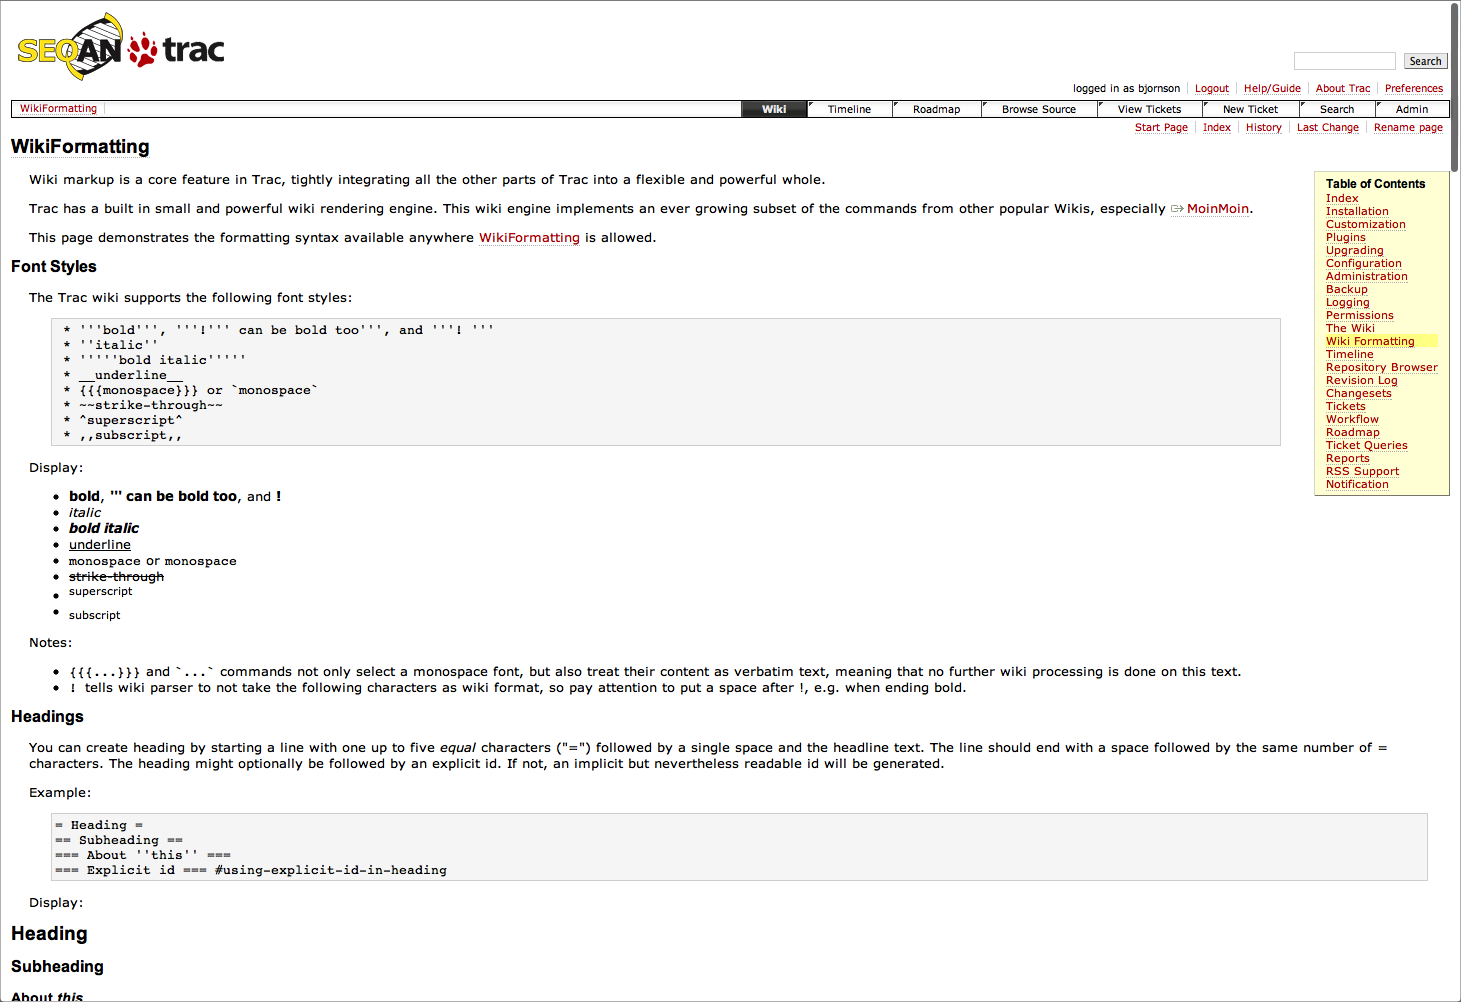 SEQAN trac
Search
logged in as bjornson Logout Help/Guide About Trac Preferences
WikiFormatting Wiki Timeline Roadmap Browse Source View Tickets New Ticket Search Admin
Start Page Index History Last Change Rename page
WikiFormatting
Wiki markup is a core feature in Trac, tightly integrating all the other parts of Trac into a flexible and powerful whole.
Trac has a built in small and powerful wiki rendering engine. This wiki engine implements an ever growing subset of the commands from other popular Wikis, especially MoinMoin.
This page demonstrates the formatting syntax available anywhere WikiFormatting is allowed.
Table of Contents
Index
Installation
Customization
Plugins
Upgrading
Configuration
Administration
Backup
Logging
Permissions
The Wiki
Wiki Formatting
Timeline
Repository Browser
Revision Log
Changesets
Tickets
Workflow
Roadmap
Ticket Queries
Reports
RSS Support
Notification
Font Styles
The Trac wiki supports the following font styles:
* '''bold''', '''!''' can be bold too''', and '''! '''
* ''italic''
* '''''bold italic'''''
* __underline__
* {{{monospace}}} or `monospace`
* ~~strike-through~~
* ^superscript^
* ,,subscript,,
Display:
• bold, ''' can be bold too, and !
• italic
• bold italic
• underline
• monospace or monospace
• strike-through
• superscript
• subscript
Notes:
• {{{...}}} and `...` commands not only select a monospace font, but also treat their content as verbatim text, meaning that no further wiki processing is done on this text.
• ! tells wiki parser to not take the following characters as wiki format, so pay attention to put a space after !, e.g. when ending bold.
Headings
You can create heading by starting a line with one up to five equal characters ("=") followed by a single space and the headline text. The line should end with a space followed by the same number of =
characters. The heading might optionally be followed by an explicit id. If not, an implicit but nevertheless readable id will be generated.
Example:
= Heading =
== Subheading ==
=== About ''this'' ===
=== Explicit id === #using-explicit-id-in-heading
Display:
Heading
Subheading
About this